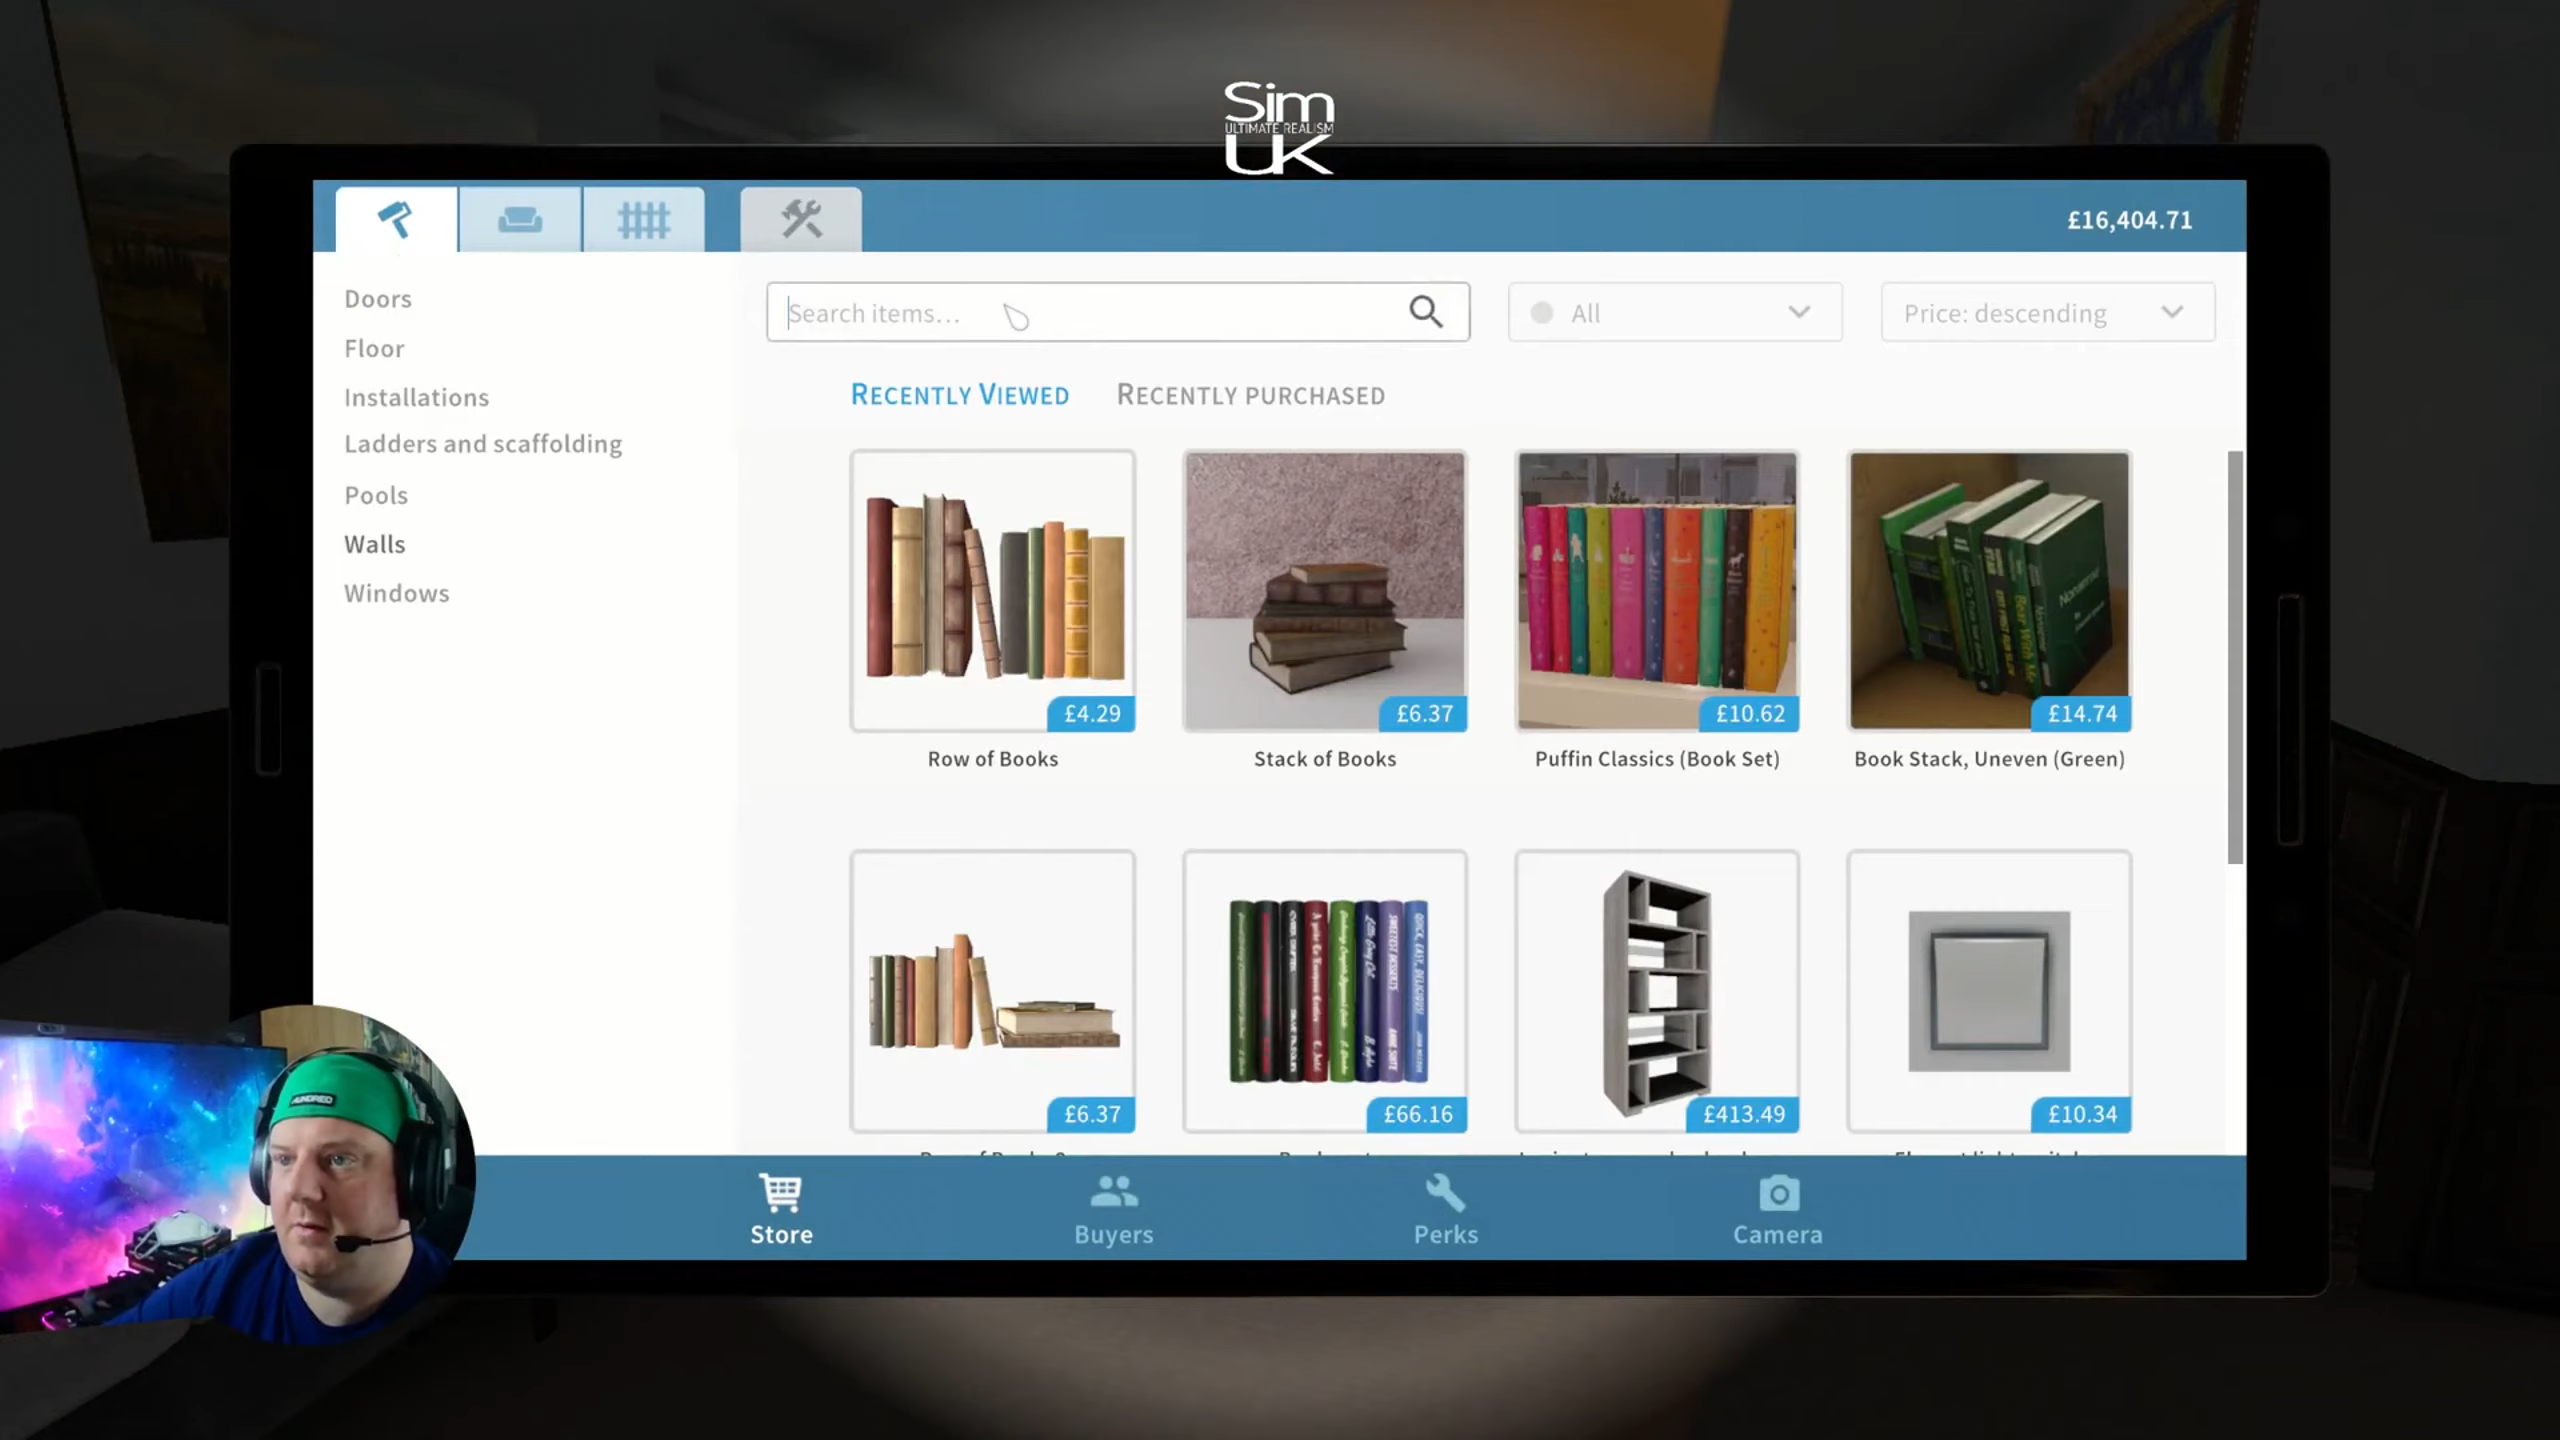 Sim
ULTIMATE REALISM
UK
£16,404.71
Doors
Floor
Installations
Ladders and scaffolding
Pools
Walls
Windows
Search items...
All
Price: descending
RECENTLY VIEWED
RECENTLY PURCHASED
£4.29
£6.37
£10.62
£14.74
Row of Books
Stack of Books
Puffin Classics (Book Set)
Book Stack, Uneven (Green)
£6.37
£66.16
£413.49
£10.34
Store
Buyers
Perks
Camera